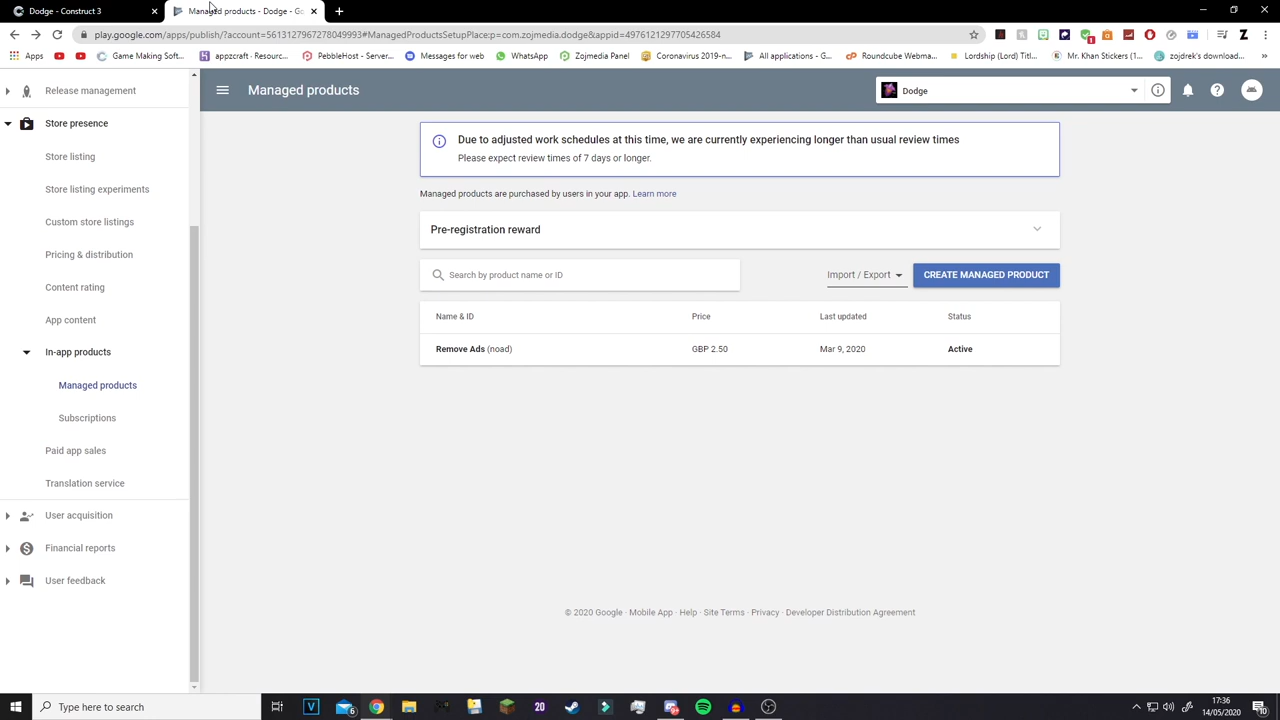 Dodge - Construct 3
Managed products - Dodge - Go
play.google.com/apps/publish/?account=5613127967278049993#ManagedProductsSetupPlace:p=com.zojmedia.dodge&appid=4976121297705426584
Apps
Game Making Soft...
appzcraft - Resourc...
PebbleHost - Server...
Messages for web
WhatsApp
Zojmedia Panel
Coronavirus 2019-n...
All applications - G...
Roundcube Webma...
Lordship (Lord) Titl...
Mr. Khan Stickers (1...
zojdrek's download...
Release management
Managed products
Dodge
Store presence
Store listing
Store listing experiments
Custom store listings
Pricing & distribution
Content rating
App content
In-app products
Managed products
Subscriptions
Paid app sales
Translation service
User acquisition
Financial reports
User feedback
Due to adjusted work schedules at this time, we are currently experiencing longer than usual review times
Please expect review times of 7 days or longer.
Managed products are purchased by users in your app. Learn more
Pre-registration reward
Search by product name or ID
Import / Export
CREATE MANAGED PRODUCT
Name & ID Price Last updated Status
Remove Ads (noad) GBP 2.50 Mar 9, 2020 Active
© 2020 Google · Mobile App · Help · Site Terms · Privacy · Developer Distribution Agreement
Type here to search
17:36
14/05/2020